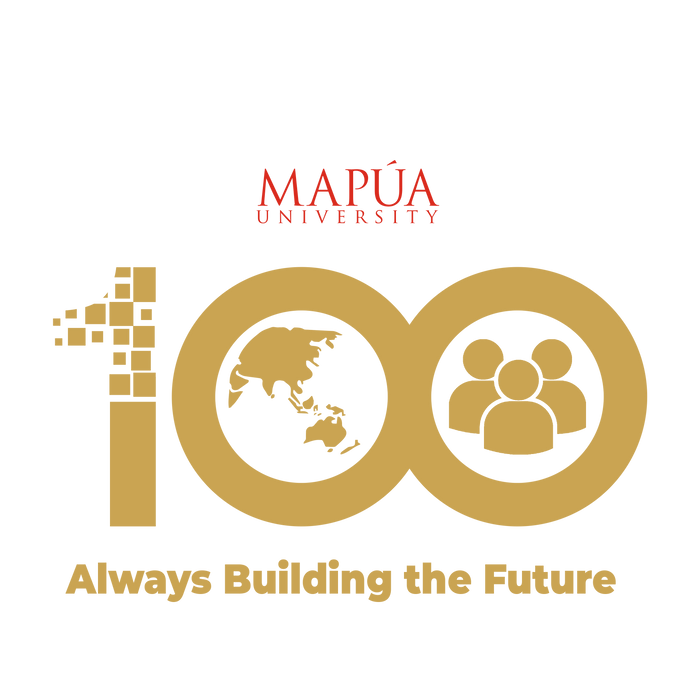 MAPÚA
UNIVERSITY
100
Always Building the Future